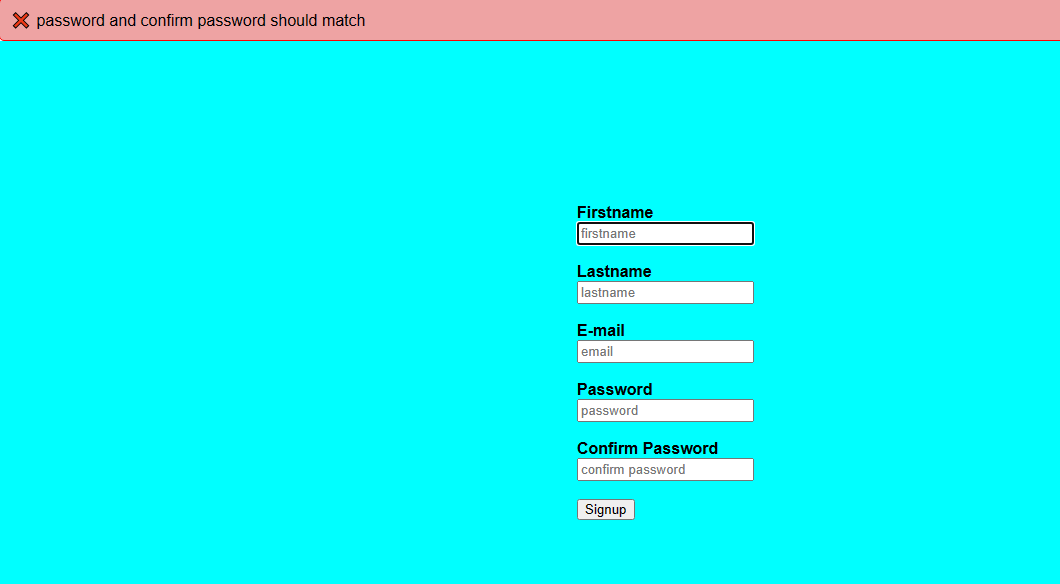 password and confirm password should match
Firstname
firstname
Lastname
lastname
E-mail
email
Password
password
Confirm Password
confirm password
Signup